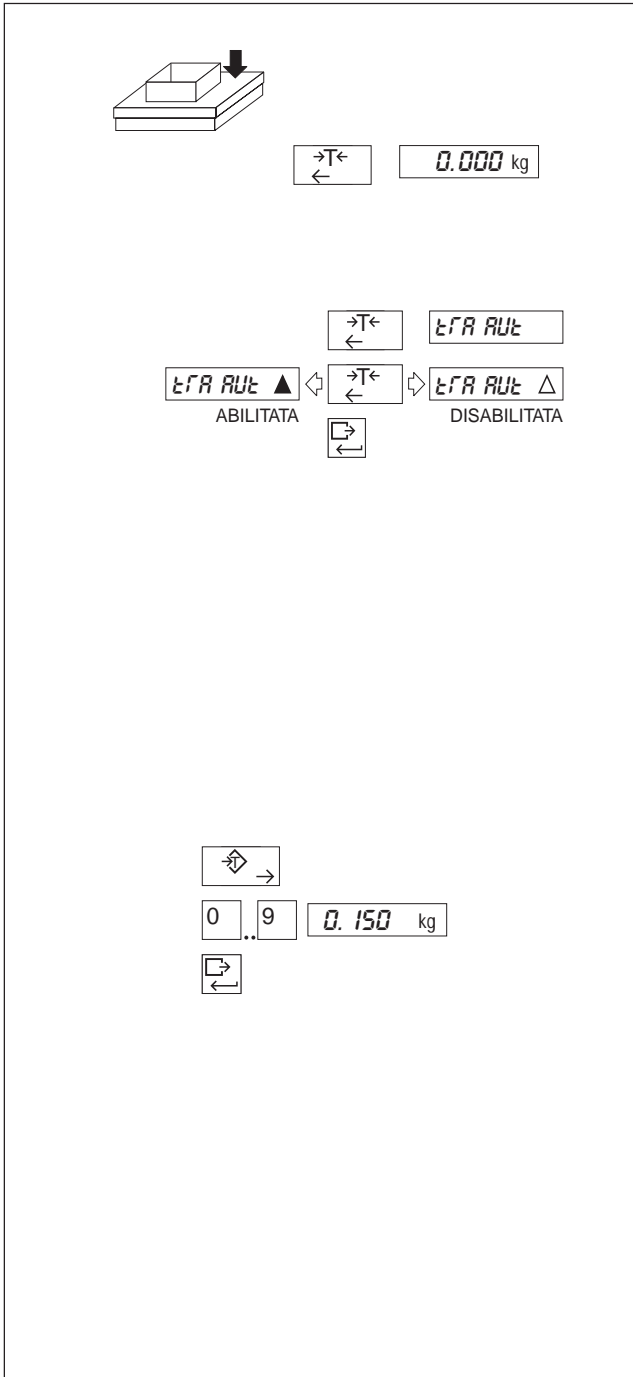 →T← 0.000 kg
←
→T← trA AUt
←
trA AUt ▲ →T← trA AUt △
←
ABILITATA DISABILITATA
→T →
0..9 0.150 kg